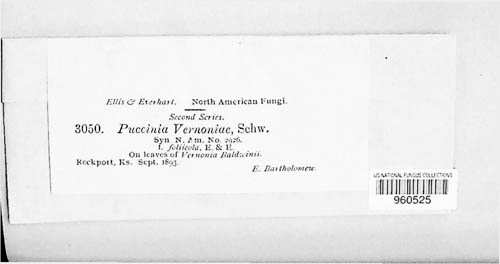 Ellis & Everhart. North American Fungi.
Second Series.
3050. Puccinia Vernoniae, Schw.
Syn. N. Am. No. 2926.
f. foliicola, E. & E.
On leaves of Vernonia Baldwinii.
Rockport, Ks. Sept. 1893.
E. Bartholomew.
US NATIONAL FUNGUS COLLECTIONS
960525